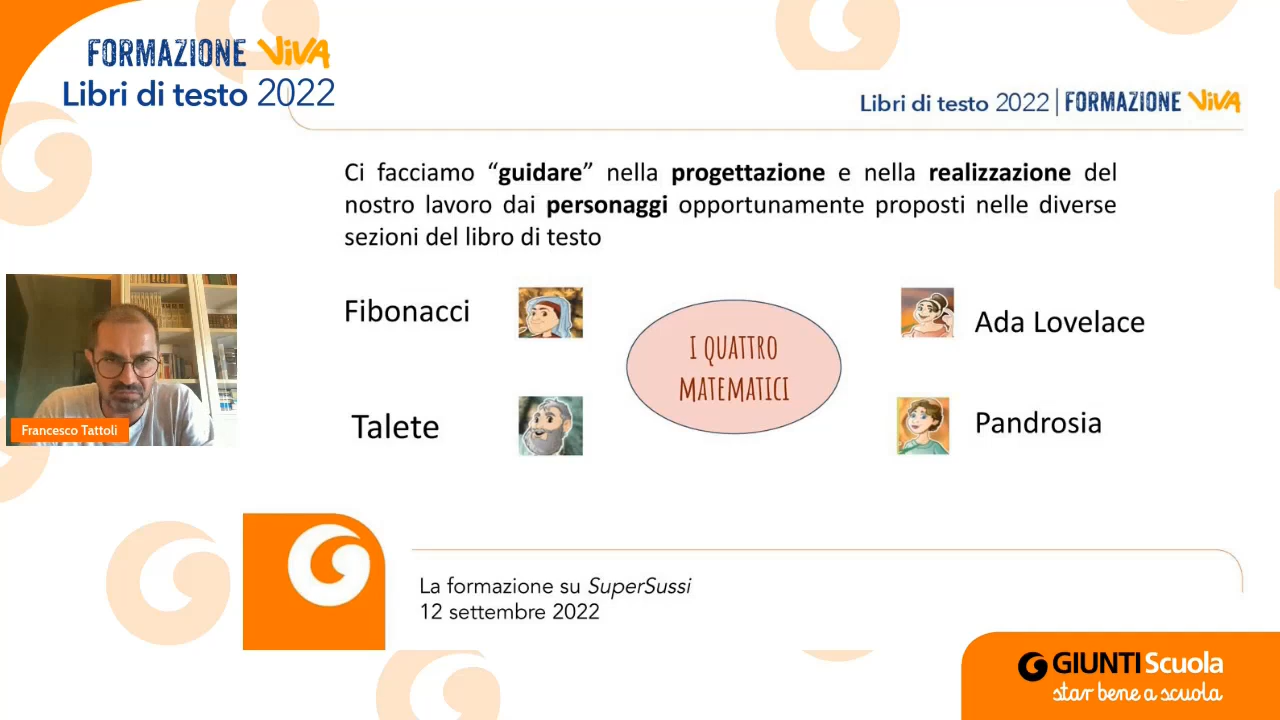 FORMAZIONE VIVA
Libri di testo 2022
Libri di testo 2022 | FORMAZIONE VIVA
Ci facciamo “guidare” nella progettazione e nella realizzazione del
nostro lavoro dai personaggi opportunamente proposti nelle diverse
sezioni del libro di testo
Fibonacci
Ada Lovelace
I QUATTRO
MATEMATICI
Talete
Pandrosia
Francesco Tattoli
La formazione su SuperSussi
12 settembre 2022
GIUNTI Scuola
star bene a scuola